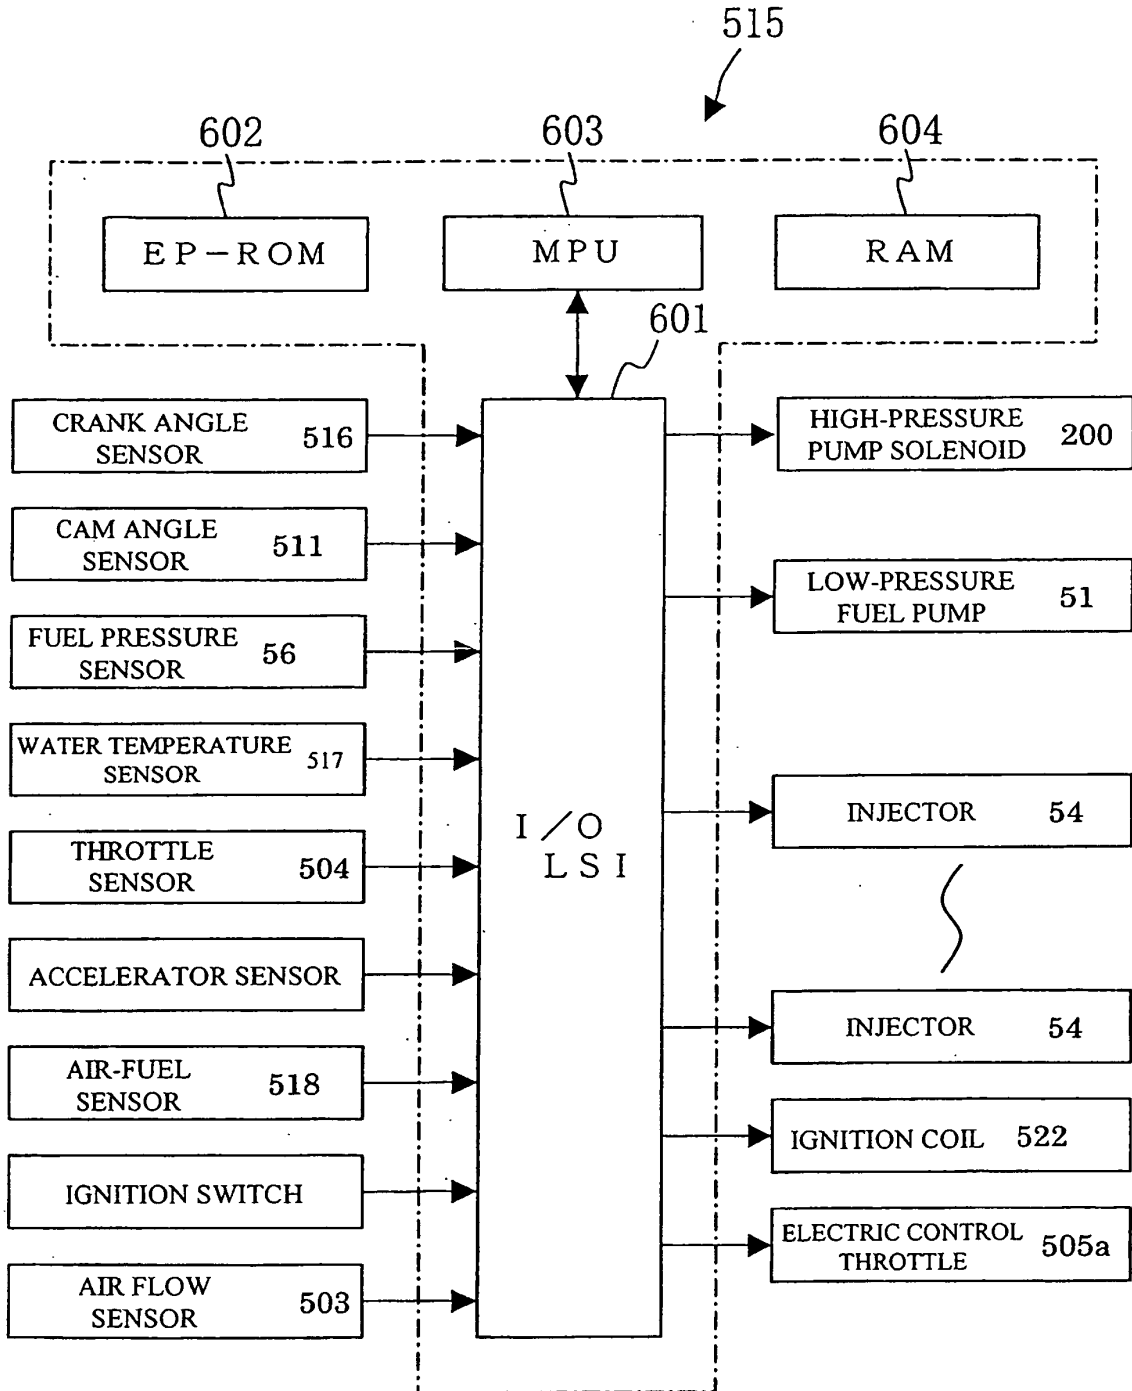 515
602
603
604
EP-ROM
MPU
RAM
601
CRANK ANGLE
SENSOR
516
CAM ANGLE
SENSOR
511
FUEL PRESSURE
SENSOR
56
WATER TEMPERATURE
SENSOR
517
THROTTLE
SENSOR
504
ACCELERATOR SENSOR
AIR-FUEL
SENSOR
518
IGNITION SWITCH
AIR FLOW
SENSOR
503
I/O
LSI
HIGH-PRESSURE
PUMP SOLENOID
200
LOW-PRESSURE
FUEL PUMP
51
INJECTOR 54
INJECTOR 54
IGNITION COIL 522
ELECTRIC CONTROL
THROTTLE
505a